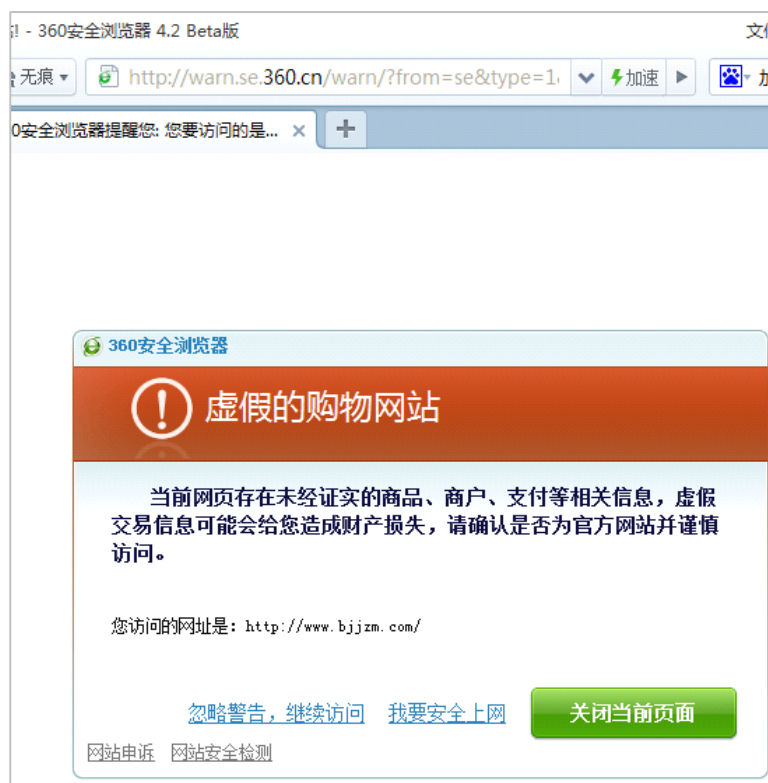 ! - 360安全浏览器 4.2 Beta版
无痕
http://warn.se.360.cn/warn/?from=se&type=1
加速
0安全浏览器提醒您: 您要访问的是...
360安全浏览器
虚假的购物网站
当前网页存在未经证实的商品、商户、支付等相关信息，虚假
交易信息可能会给您造成财产损失，请确认是否为官方网站并谨慎
访问。
您访问的网址是：http://www.bjjzm.com/
忽略警告，继续访问 我要安全上网 关闭当前页面
网站申诉 网站安全检测